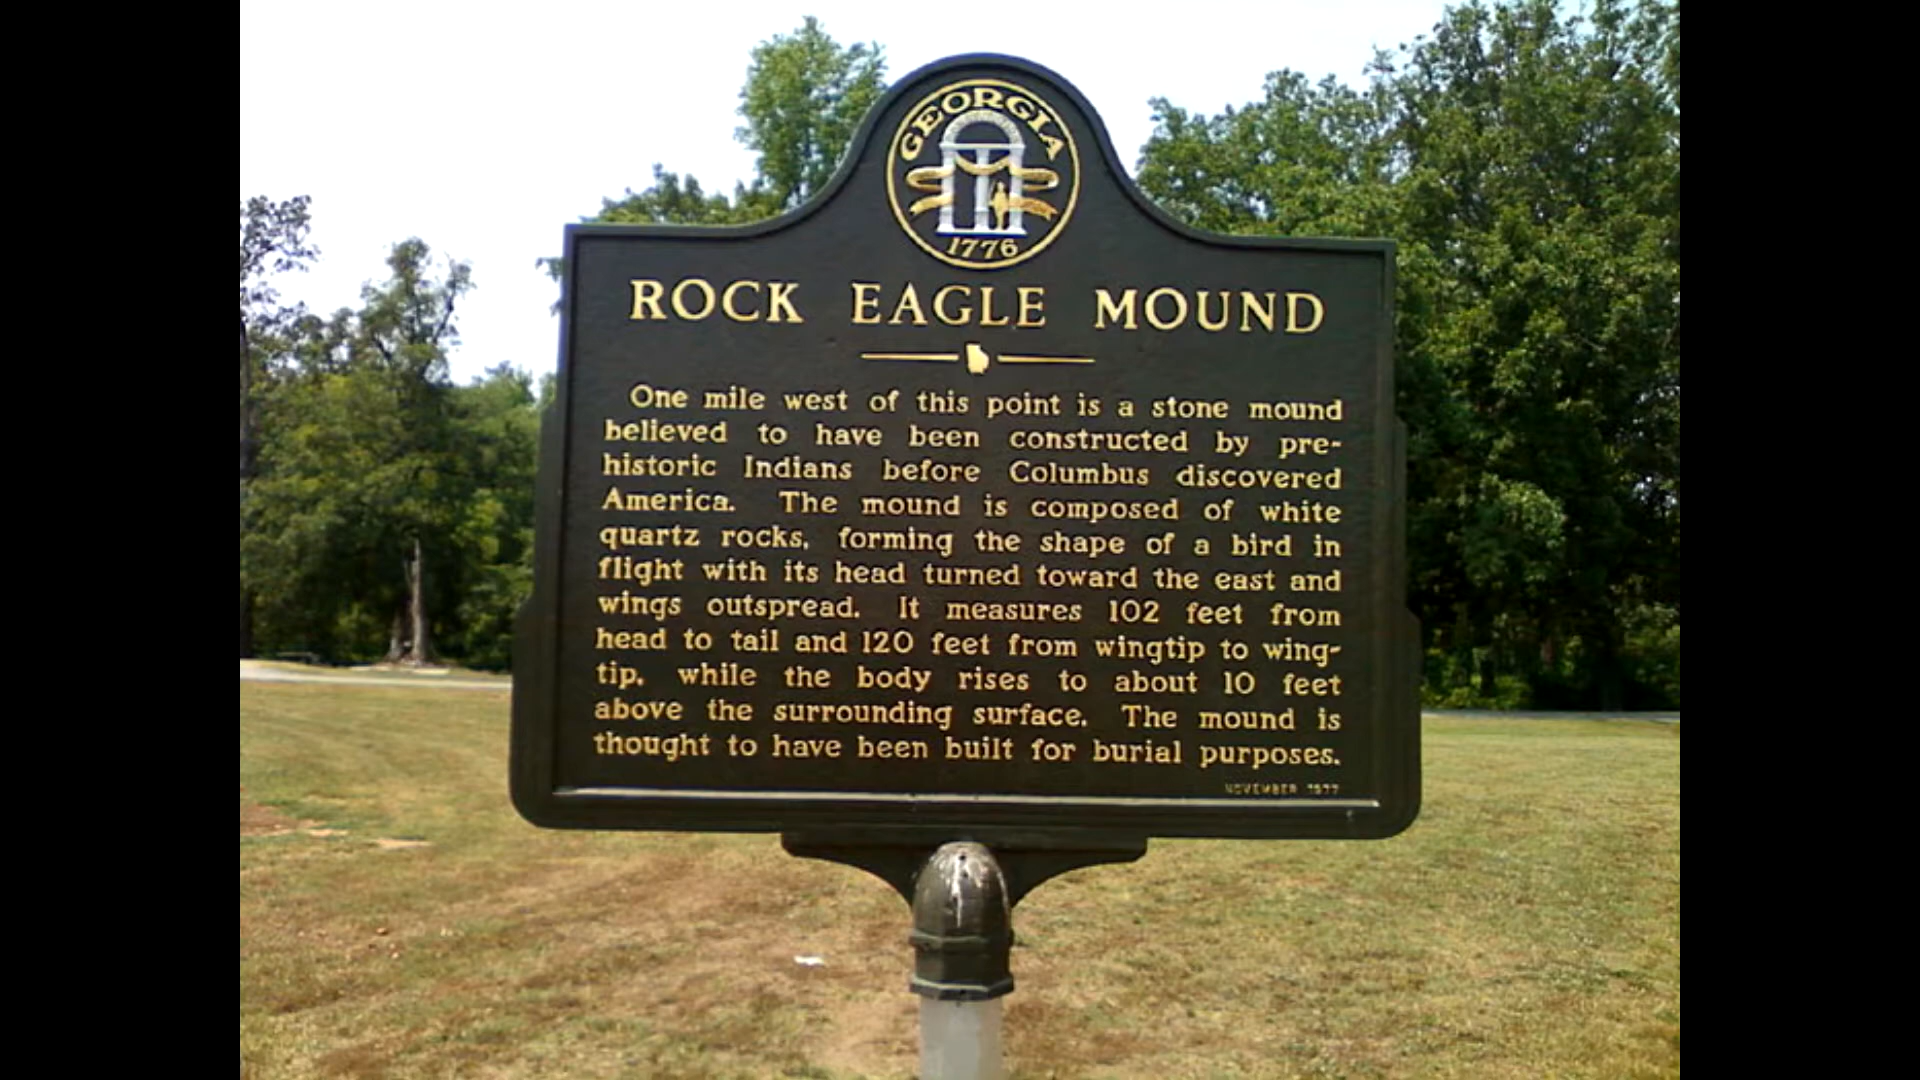 GEORGIA
1776
ROCK EAGLE MOUND
One mile west of this point is a stone mound
believed to have been constructed by pre-
historic Indians before Columbus discovered
America. The mound is composed of white
quartz rocks, forming the shape of a bird in
flight with its head turned toward the east and
wings outspread. It measures 102 feet from
head to tail and 120 feet from wingtip to wing-
tip, while the body rises to about 10 feet
above the surrounding surface. The mound is
thought to have been built for burial purposes.
NOVEMBER 1977